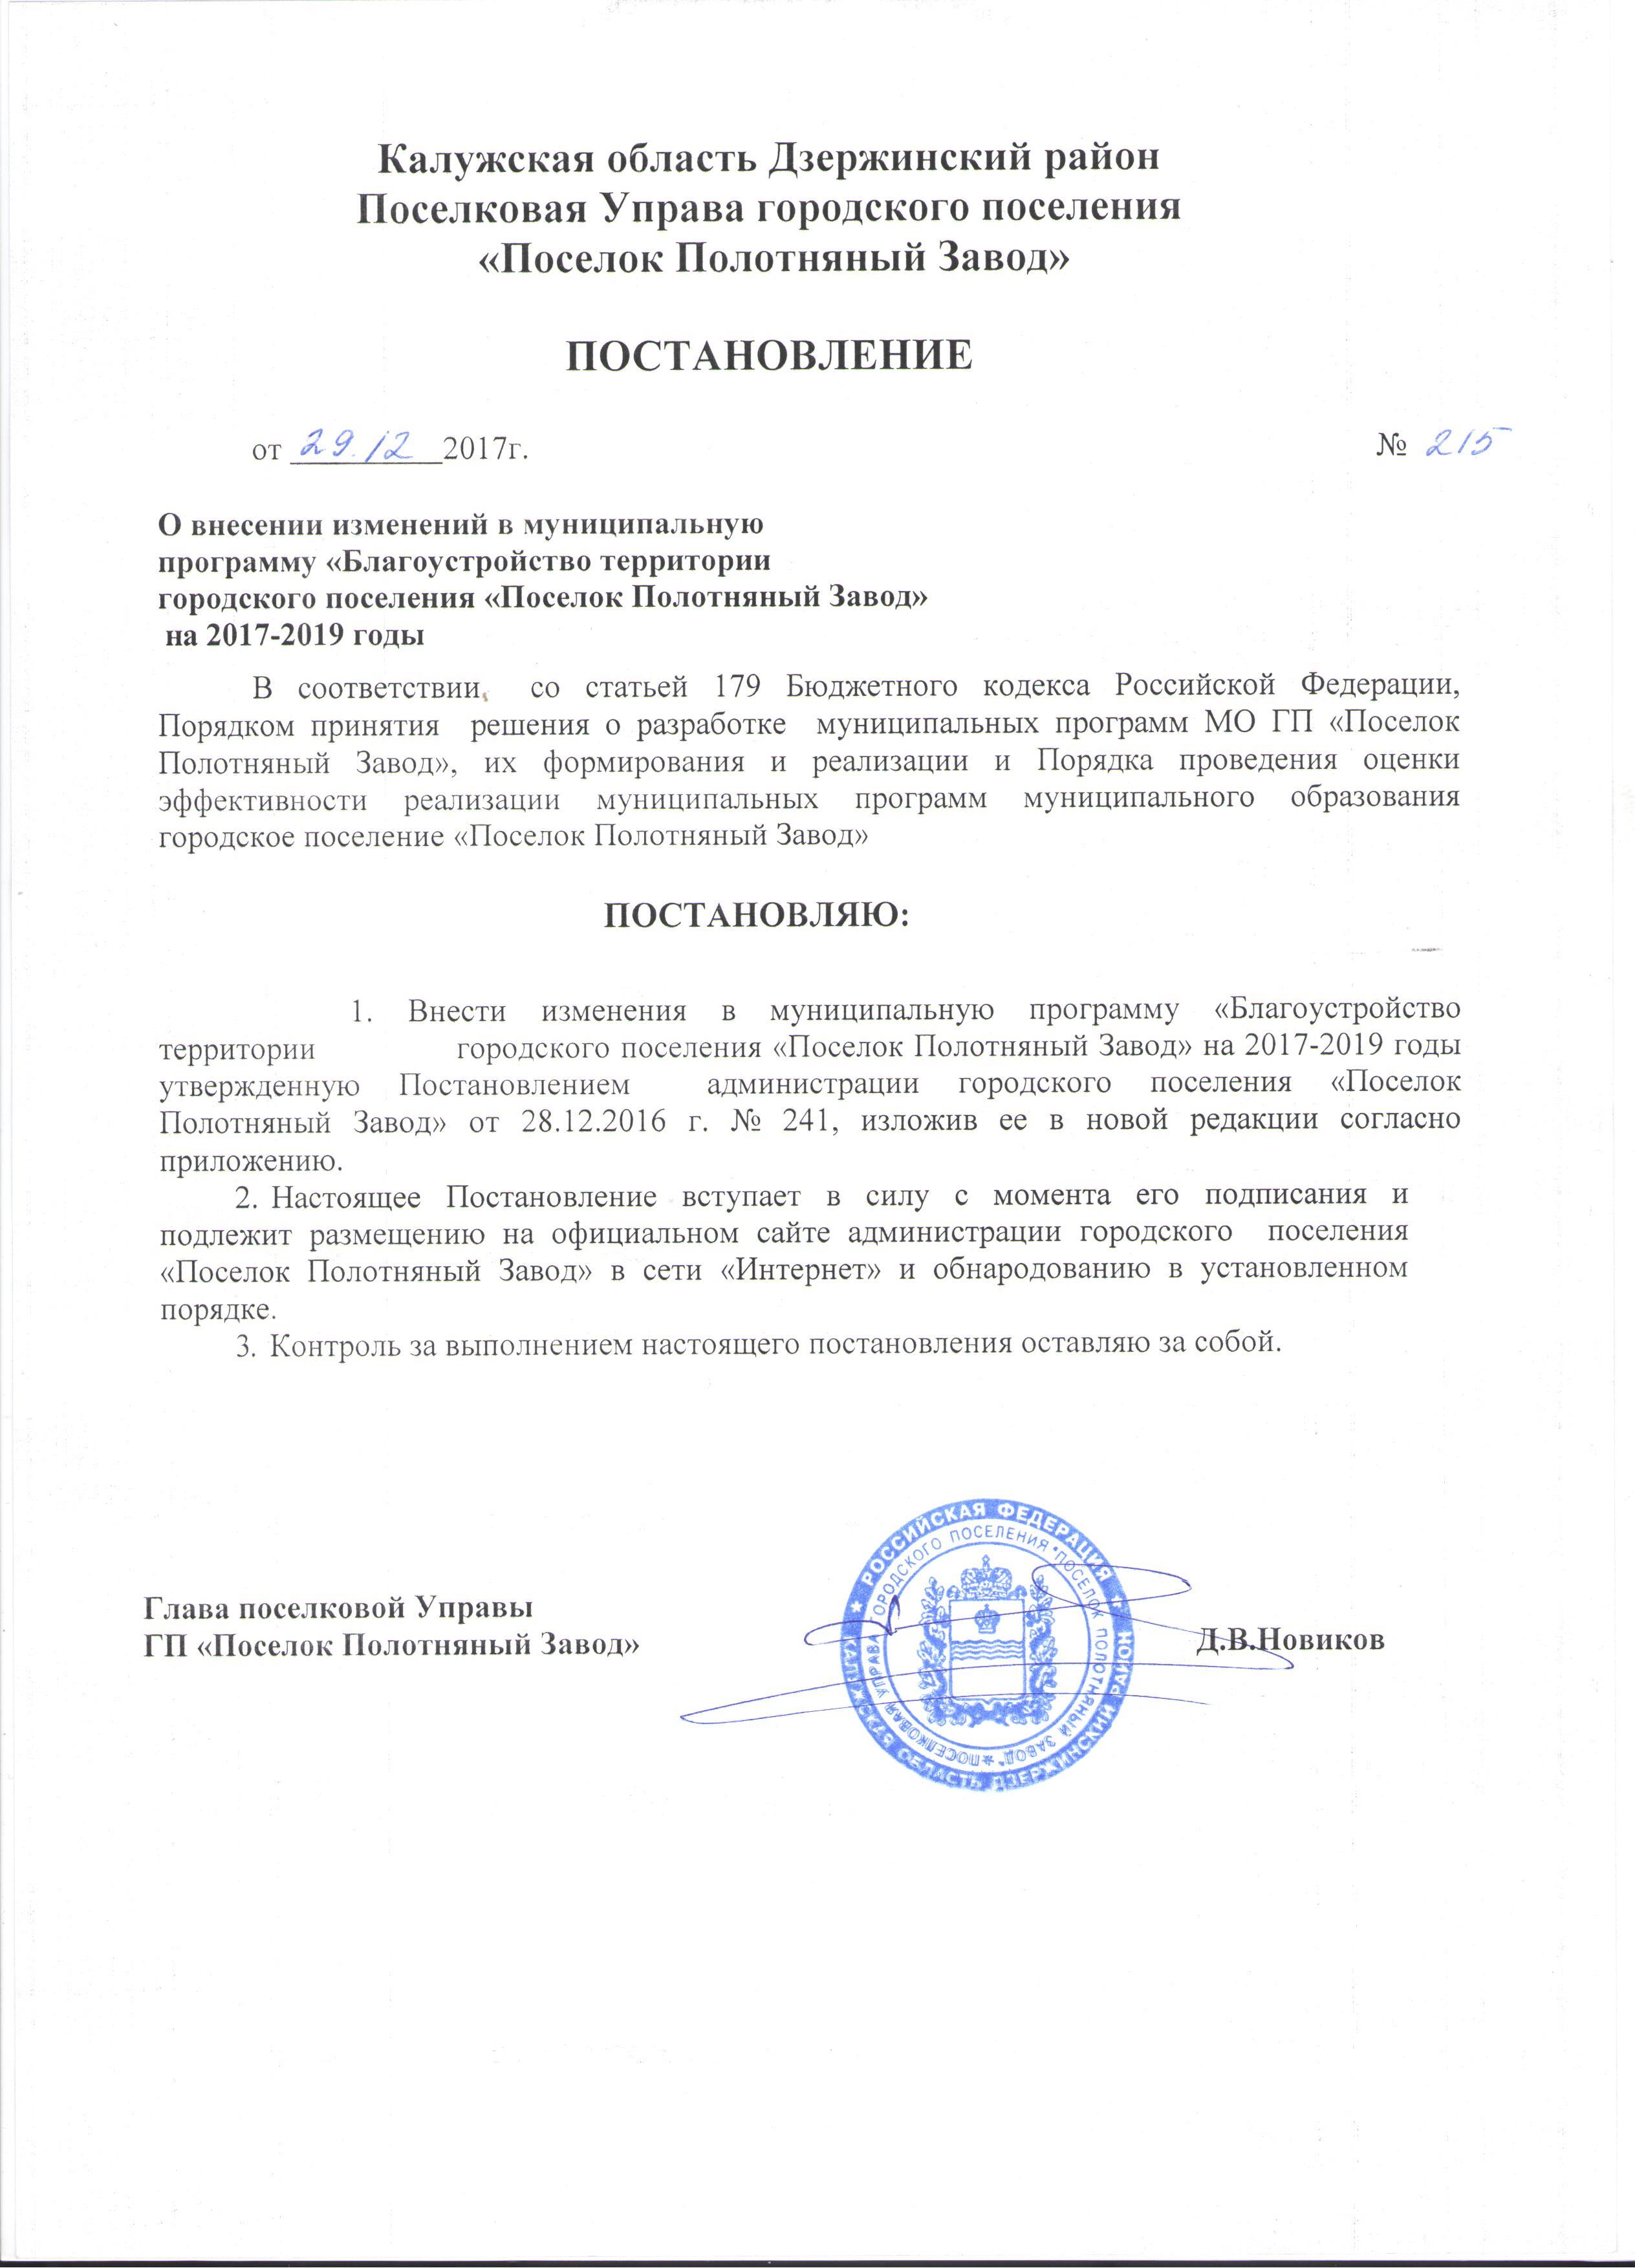 Калужская область Дзержинский район
Поселковая Управа городского поселения
«Поселок Полотняный Завод»
ПОСТАНОВЛЕНИЕ
от 29.12 2017г. № 215
О внесении изменений в муниципальную
программу «Благоустройство территории
городского поселения «Поселок Полотняный Завод»
на 2017-2019 годы
В соответствии, со статьей 179 Бюджетного кодекса Российской Федерации,
Порядком принятия решения о разработке муниципальных программ МО ГП «Поселок
Полотняный Завод», их формирования и реализации и Порядка проведения оценки
эффективности реализации муниципальных программ муниципального образования
городское поселение «Поселок Полотняный Завод»
ПОСТАНОВЛЯЮ:
1. Внести изменения в муниципальную программу «Благоустройство
территории городского поселения «Поселок Полотняный Завод» на 2017-2019 годы
утвержденную Постановлением администрации городского поселения «Поселок
Полотняный Завод» от 28.12.2016 г. № 241, изложив ее в новой редакции согласно
приложению.
2. Настоящее Постановление вступает в силу с момента его подписания и
подлежит размещению на официальном сайте администрации городского поселения
«Поселок Полотняный Завод» в сети «Интернет» и обнародованию в установленном
порядке.
3. Контроль за выполнением настоящего постановления оставляю за собой.
Глава поселковой Управы
ГП «Поселок Полотняный Завод» Д.В.Новиков
★ РОССИЙСКАЯ ФЕДЕРАЦИЯ ★ КАЛУЖСКАЯ ОБЛАСТЬ ДЗЕРЖИНСКИЙ РАЙОН
ПОСЕЛКОВАЯ УПРАВА ГОРОДСКОГО ПОСЕЛЕНИЯ "ПОСЕЛОК ПОЛОТНЯНЫЙ ЗАВОД"